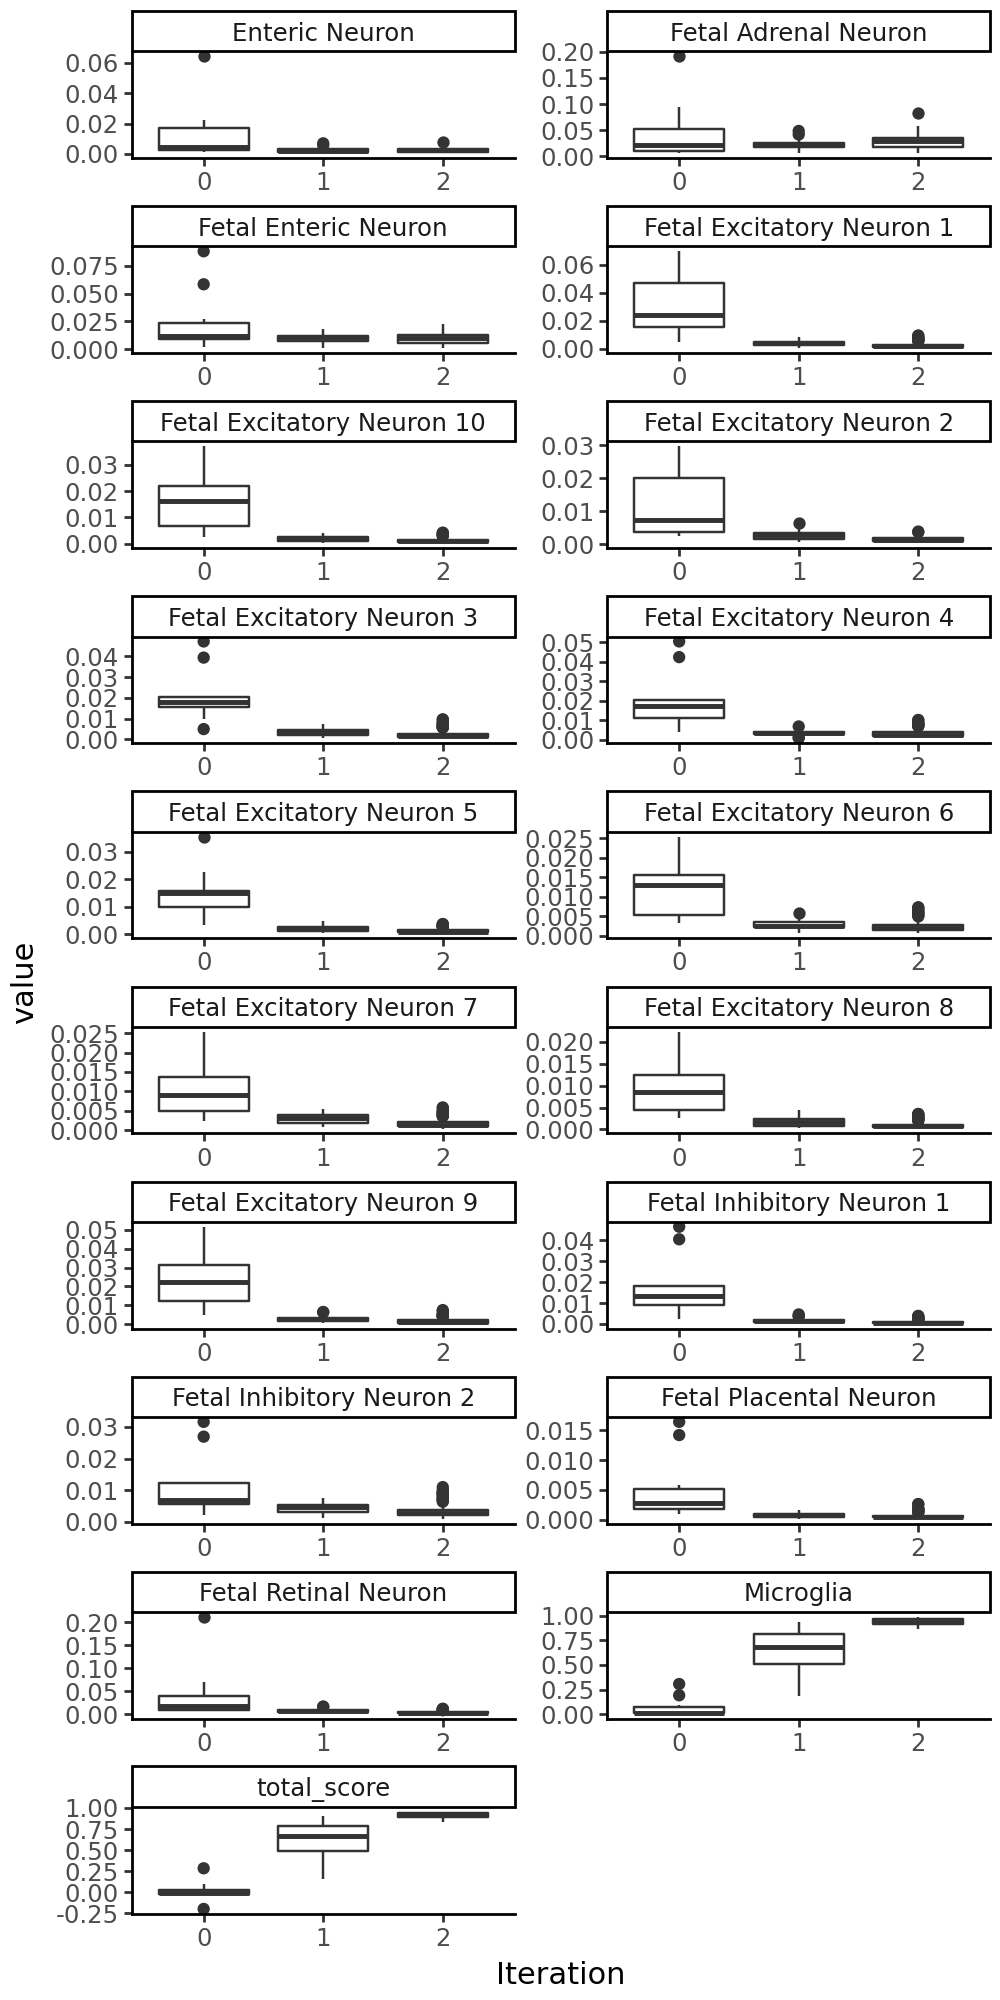 Enteric Neuron
0.06
0.04
0.02
0.00
0 1 2
Fetal Adrenal Neuron
0.20
0.15
0.10
0.05
0.00
0 1 2
Fetal Enteric Neuron
0.075
0.050
0.025
0.000
0 1 2
Fetal Excitatory Neuron 1
0.06
0.04
0.02
0.00
0 1 2
Fetal Excitatory Neuron 10
0.03
0.02
0.01
0.00
0 1 2
Fetal Excitatory Neuron 2
0.03
0.02
0.01
0.00
0 1 2
Fetal Excitatory Neuron 3
0.04
0.03
0.02
0.01
0.00
0 1 2
Fetal Excitatory Neuron 4
0.05
0.04
0.03
0.02
0.01
0.00
0 1 2
Fetal Excitatory Neuron 5
0.03
0.02
0.01
0.00
0 1 2
Fetal Excitatory Neuron 6
0.025
0.020
0.015
0.010
0.005
0.000
0 1 2
Fetal Excitatory Neuron 7
0.025
0.020
0.015
0.010
0.005
0.000
0 1 2
Fetal Excitatory Neuron 8
0.020
0.015
0.010
0.005
0.000
0 1 2
Fetal Excitatory Neuron 9
0.05
0.04
0.03
0.02
0.01
0.00
0 1 2
Fetal Inhibitory Neuron 1
0.04
0.03
0.02
0.01
0.00
0 1 2
Fetal Inhibitory Neuron 2
0.03
0.02
0.01
0.00
0 1 2
Fetal Placental Neuron
0.015
0.010
0.005
0.000
0 1 2
Fetal Retinal Neuron
0.20
0.15
0.10
0.05
0.00
0 1 2
Microglia
1.00
0.75
0.50
0.25
0.00
0 1 2
total_score
1.00
0.75
0.50
0.25
0.00
-0.25
0 1 2
value
Iteration